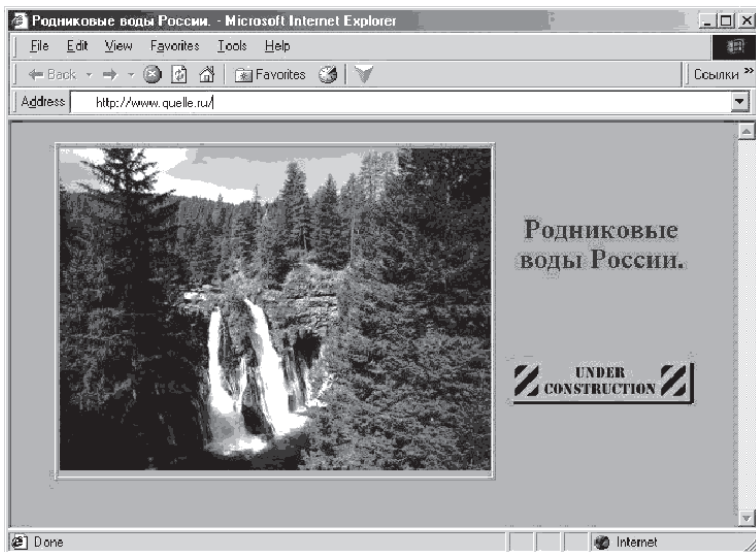 Родниковые воды России. - Microsoft Internet Explorer
File Edit View Favorites Tools Help
Back Favorites Ссылки »
Address http://www.quelle.ru/
Родниковые
воды России.
UNDER
CONSTRUCTION
Done Internet